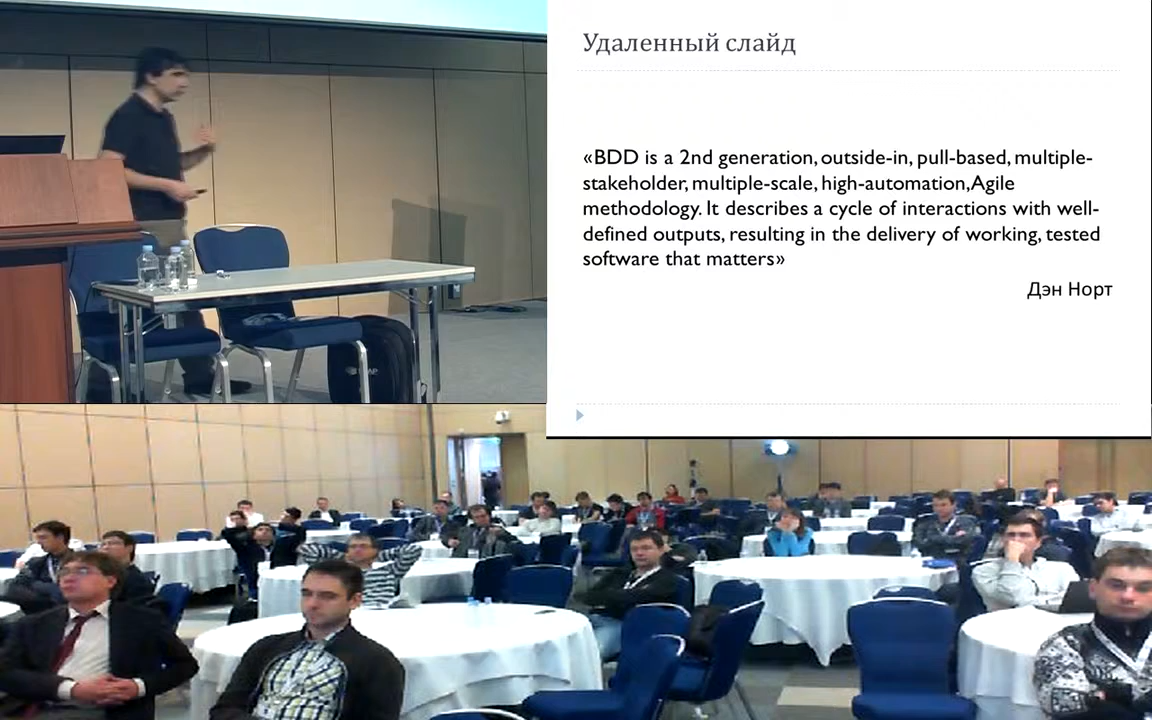 Удаленный слайд
«BDD is a 2nd generation, outside-in, pull-based, multiple-
stakeholder, multiple-scale, high-automation,Agile
methodology. It describes a cycle of interactions with well-
defined outputs, resulting in the delivery of working, tested
software that matters»
Дэн Норт